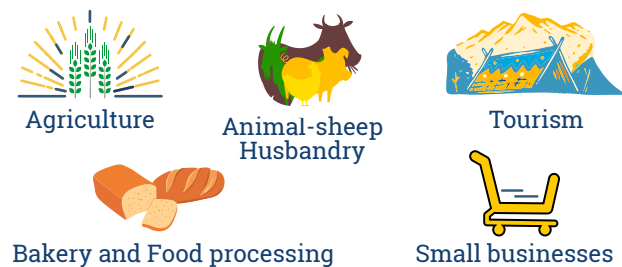 Agriculture
Animal-sheep
Husbandry
Tourism
Bakery and Food processing
Small businesses